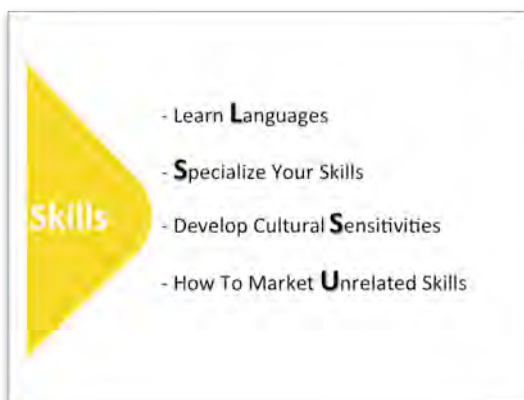 - Learn Languages
- Specialize Your Skills
Skills
- Develop Cultural Sensitivities
- How To Market Unrelated Skills